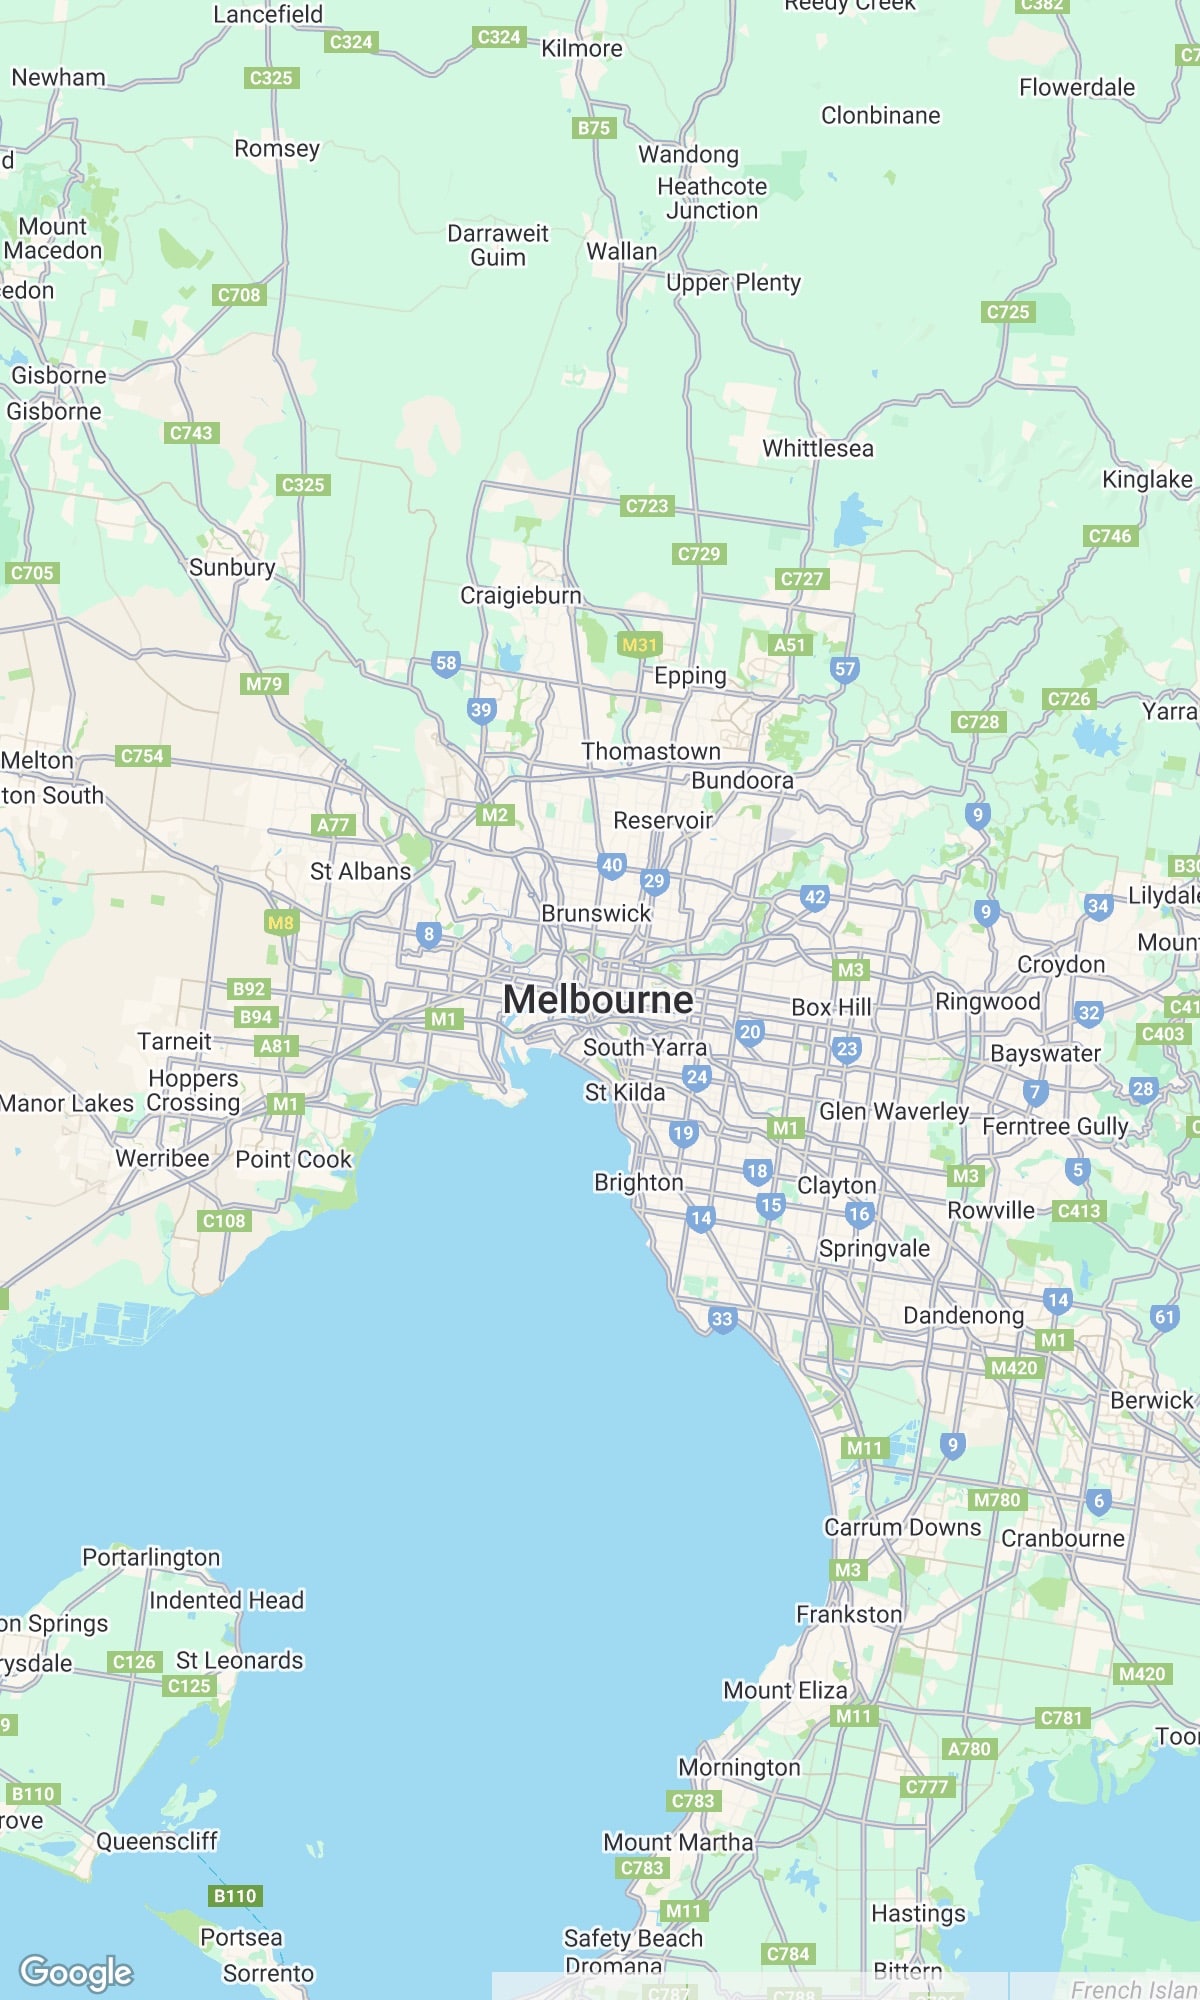 Reedy Creek
C382
Lancefield
C324
C324
Kilmore
C325
Newham
Flowerdale
Clonbinane
B75
Romsey
Wandong
Heathcote
Junction
Mount
Macedon
Darraweit
Guim
Wallan
Upper Plenty
C708
C725
Gisborne
Gisborne
C743
Whittlesea
Kinglake
C325
C723
C746
C729
Sunbury
C705
C727
Craigieburn
M31
A51
58
57
Epping
M79
C726
39
C728
Yarra
Thomastown
C754
Melton
Bundoora
ton South
M2
9
Reservoir
A77
40
St Albans
29
B30
42
Lilydale
34
9
Brunswick
M8
8
Mount
Croydon
M3
B92
Melbourne
Box Hill
Ringwood
32
B94
M1
20
C403
Tarneit
A81
South Yarra
23
Bayswater
24
Hoppers
Crossing
St Kilda
7
28
Manor Lakes
M1
Glen Waverley
M1
Ferntree Gully
19
Werribee
Point Cook
18
5
M3
Brighton
Clayton
15
Rowville
C413
C108
14
16
Springvale
14
33
Dandenong
61
M1
M420
Berwick
M11
9
M780
6
Carrum Downs
Cranbourne
Portarlington
M3
Indented Head
Frankston
on Springs
rysdale
C126
St Leonards
C125
M420
Mount Eliza
M11
C781
9
A780
Mornington
C777
B110
C783
rove
Queenscliff
Mount Martha
C783
B110
M11
Hastings
Portsea
Safety Beach
C784
Dromana
Bittern
Google
Sorrento
C787
C788
French Islan